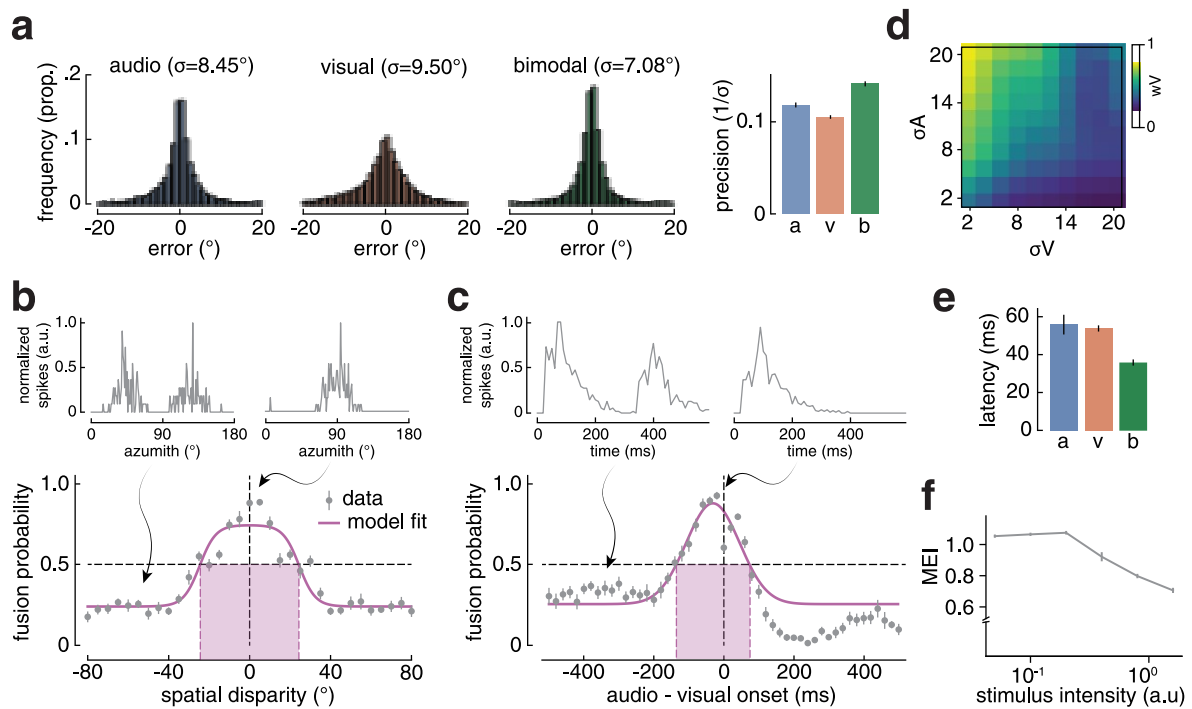 a
audio (σ=8.45°)
visual (σ=9.50°)
bimodal (σ=7.08°)
frequency (prop.)
.2
.1
0
-20 0 20
error (°)
-20 0 20
error (°)
-20 0 20
error (°)
precision (1/σ)
0.1
0
a v b
d
σA
20
14
8
2
2 8 14 20
σV
1
wV
0
b
normalized
spikes (a.u.)
1.0
0.5
0
0 90 180
azumith (°)
0 90 180
azumith (°)
fusion probability
1.0
0.5
0
data
model fit
-80 -40 0 40 80
spatial disparity (°)
c
normalized
spikes (a.u.)
1.0
0.5
0
0 200 400
time (ms)
0 200 400
time (ms)
fusion probability
1.0
0.5
0
-400 -200 0 200 400
audio - visual onset (ms)
e
latency (ms)
60
40
20
0
a v b
f
MEI
1.0
0.8
0.6
10⁻¹ 10⁰
stimulus intensity (a.u)